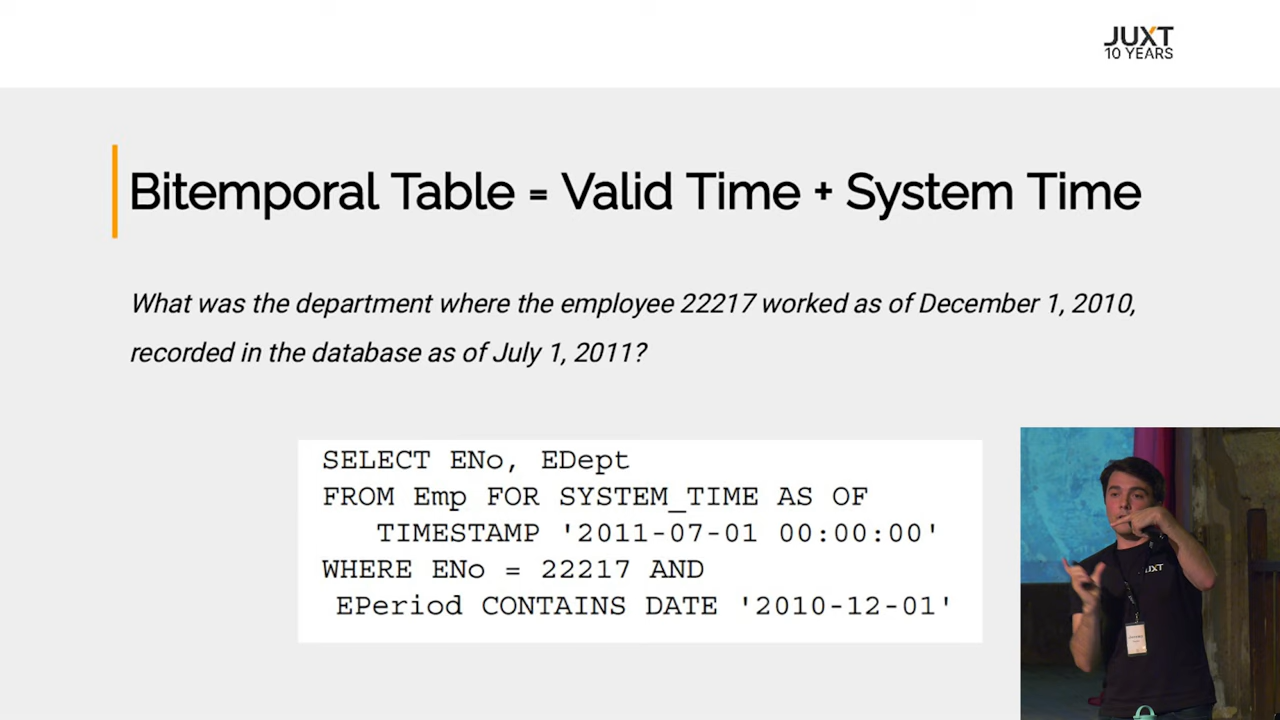 JUXT
10 YEARS
Bitemporal Table = Valid Time + System Time
What was the department where the employee 22217 worked as of December 1, 2010,
recorded in the database as of July 1, 2011?
SELECT ENo, EDept
FROM Emp FOR SYSTEM_TIME AS OF
TIMESTAMP '2011-07-01 00:00:00'
WHERE ENo = 22217 AND
EPeriod CONTAINS DATE '2010-12-01'
JUXT